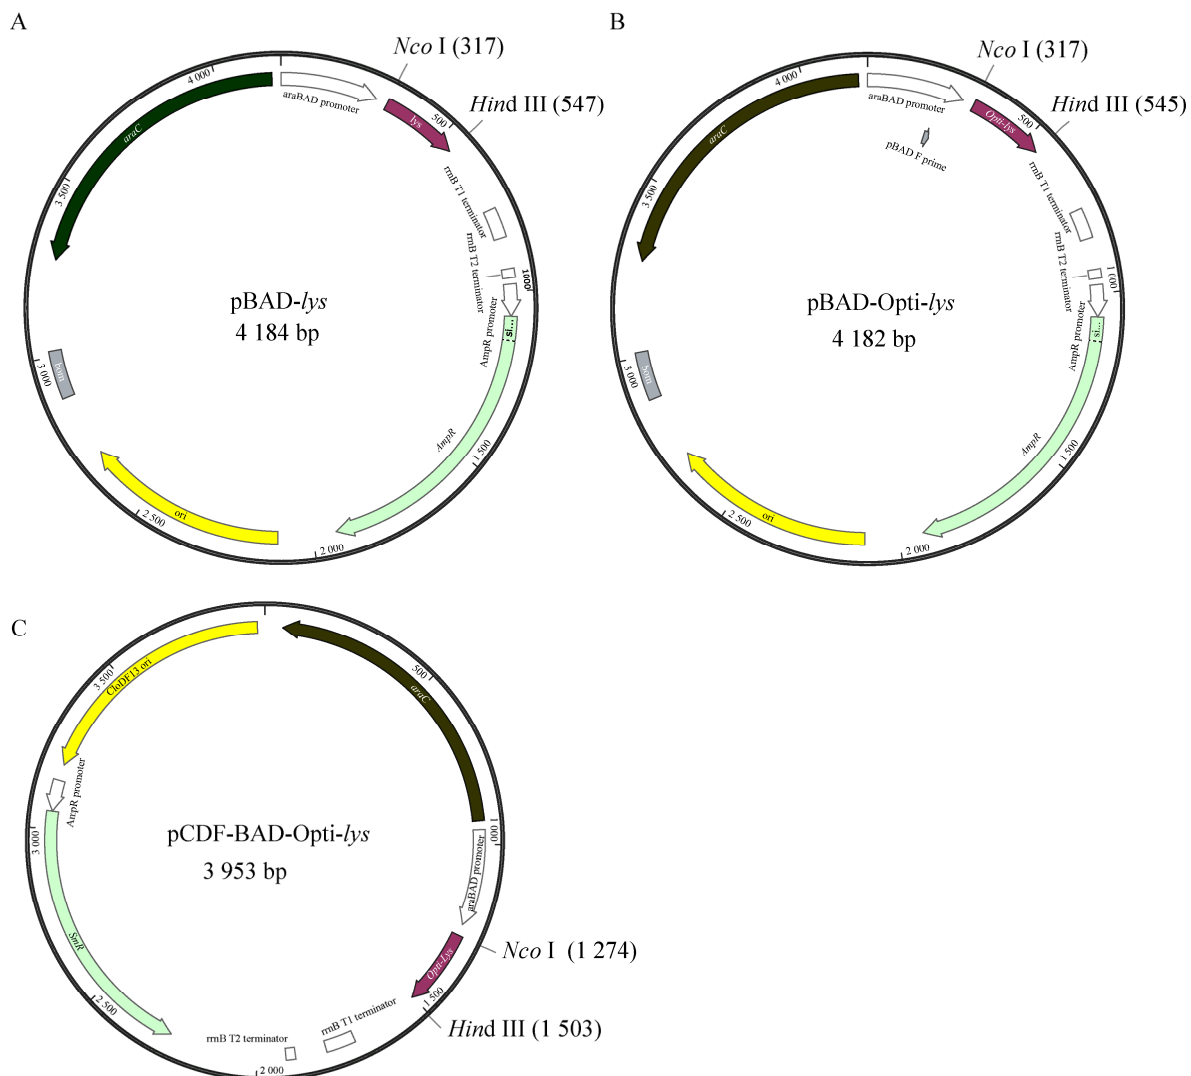 A
Nco I (317)
Hind III (547)
4 000
araBAD promoter
lys
500
araC
3 500
rrnB T1 terminator
rrnB T2 terminator
1 000
pBAD-lys
4 184 bp
AmpR promoter
si...
3 000
bom
AmpR
1 500
ori
2 500
2 000
B
Nco I (317)
Hind III (545)
4 000
araBAD promoter
Opti-lys
500
pBAD F prime
araC
3 500
rrnB T1 terminator
rrnB T2 terminator
1 000
pBAD-Opti-lys
4 182 bp
AmpR promoter
si...
3 000
bom
AmpR
1 500
ori
2 500
2 000
C
CloDF13 ori
3 500
500
araC
AmpR promoter
3 000
1 000
pCDF-BAD-Opti-lys
3 953 bp
araBAD promoter
SmR
Nco I (1 274)
Opti-Lys
2 500
1 500
Hind III (1 503)
rrnB T1 terminator
rrnB T2 terminator
2 000